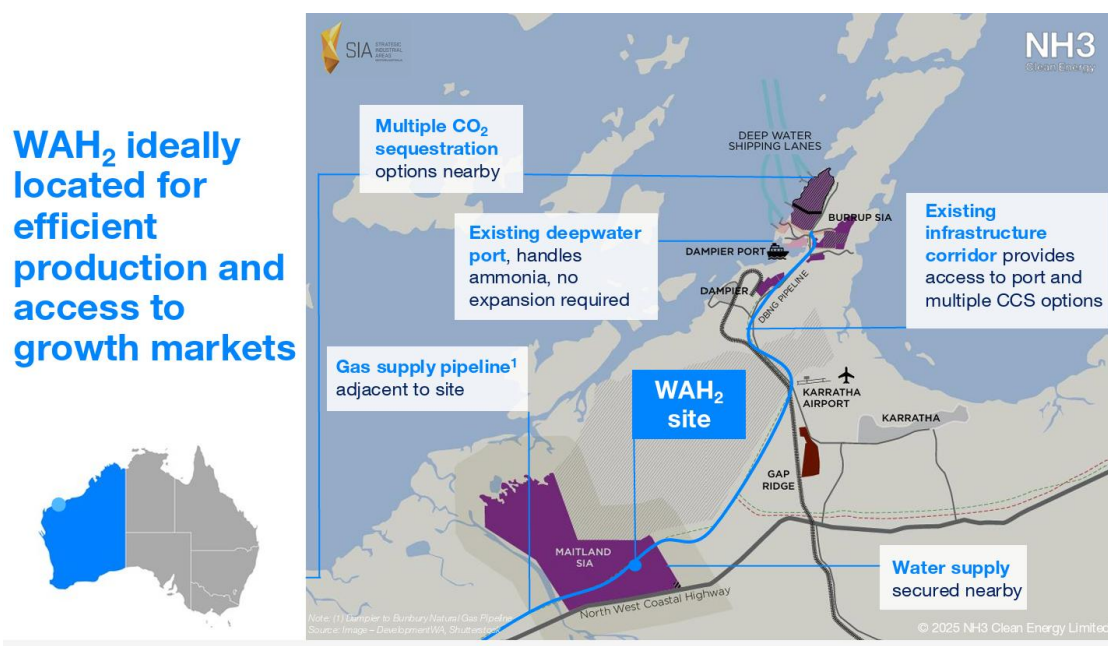 WAH₂ ideally
located for
efficient
production and
access to
growth markets
SIA STRATEGIC
INDUSTRIAL
AREAS
NH3
Clean Energy
Multiple CO₂
sequestration
options nearby
DEEP WATER
SHIPPING LANES
BURRUP SIA
Existing deepwater
port, handles
ammonia, no
expansion required
DAMPIER PORT
DAMPIER
DBNG PIPELINE
Existing
infrastructure
corridor provides
access to port and
multiple CCS options
Gas supply pipeline¹
adjacent to site
WAH₂
site
KARRATHA
AIRPORT
KARRATHA
GAP
RIDGE
MAITLAND
SIA
North West Coastal Highway
Water supply
secured nearby
Note: (1) Dampier to Bunbury Natural Gas Pipeline
Source: Image – DevelopmentWA, Shutterstock
© 2025 NH3 Clean Energy Limited